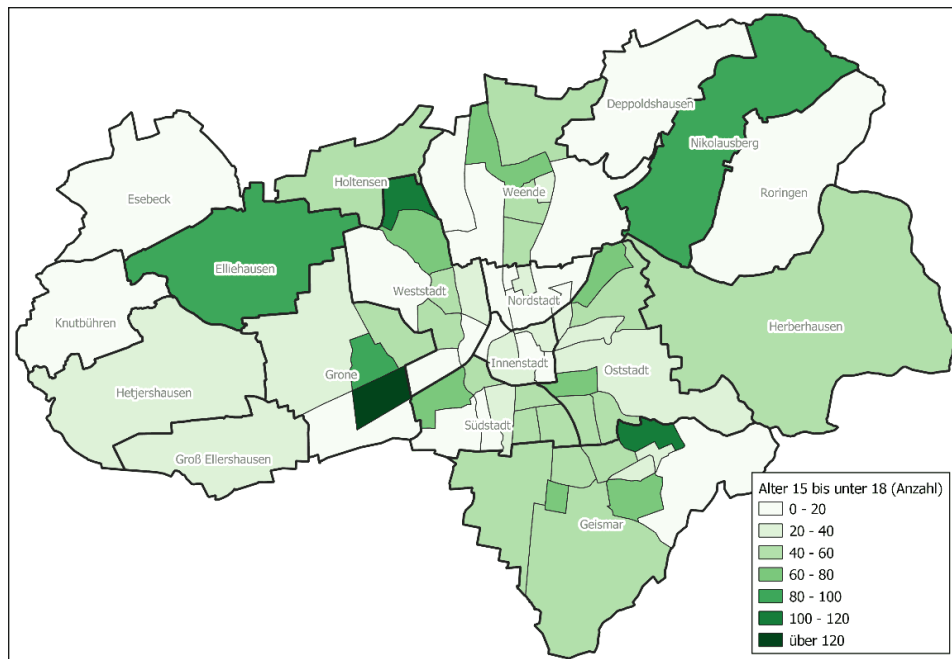 Deppoldshausen
Nikolausberg
Holtensen
Weende
Esebeck
Roringen
Elliehausen
Weststadt
Nordstadt
Knutbühren
Herberhausen
Innenstadt
Grone
Oststadt
Hetjershausen
Südstadt
Groß Ellershausen
Geismar
Alter 15 bis unter 18 (Anzahl)
0 - 20
20 - 40
40 - 60
60 - 80
80 - 100
100 - 120
über 120